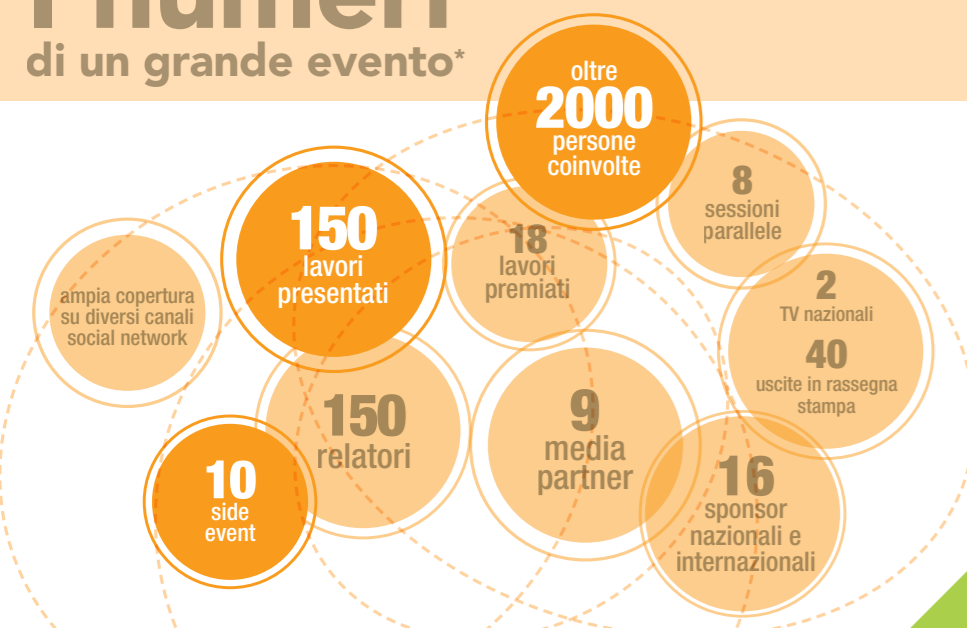 I numeri
di un grande evento*
oltre
2000
persone
coinvolte
8
sessioni
parallele
150
lavori
presentati
18
lavori
premiati
2
TV nazionali
40
uscite in rassegna
stampa
ampia copertura
su diversi canali
social network
150
relatori
9
media
partner
10
side
event
16
sponsor
nazionali e
internazionali